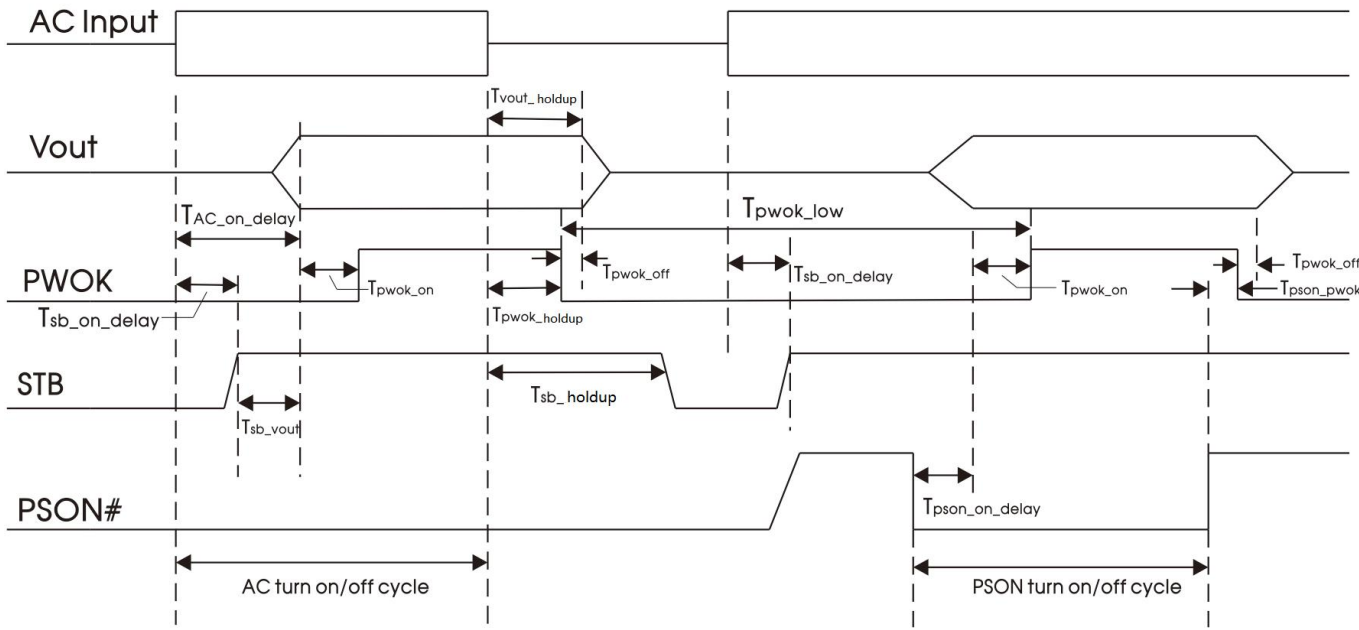 AC Input
Tvout_holdup
Vout
TAC_on_delay
Tpwok_low
PWOK
Tpwok_on
Tpwok_off
Tsb_on_delay
Tpwok_on
Tpwok_off
Tpson_pwok
Tsb_on_delay
Tpwok_holdup
STB
Tsb_vout
Tsb_holdup
PSON#
Tpson_on_delay
AC turn on/off cycle
PSON turn on/off cycle